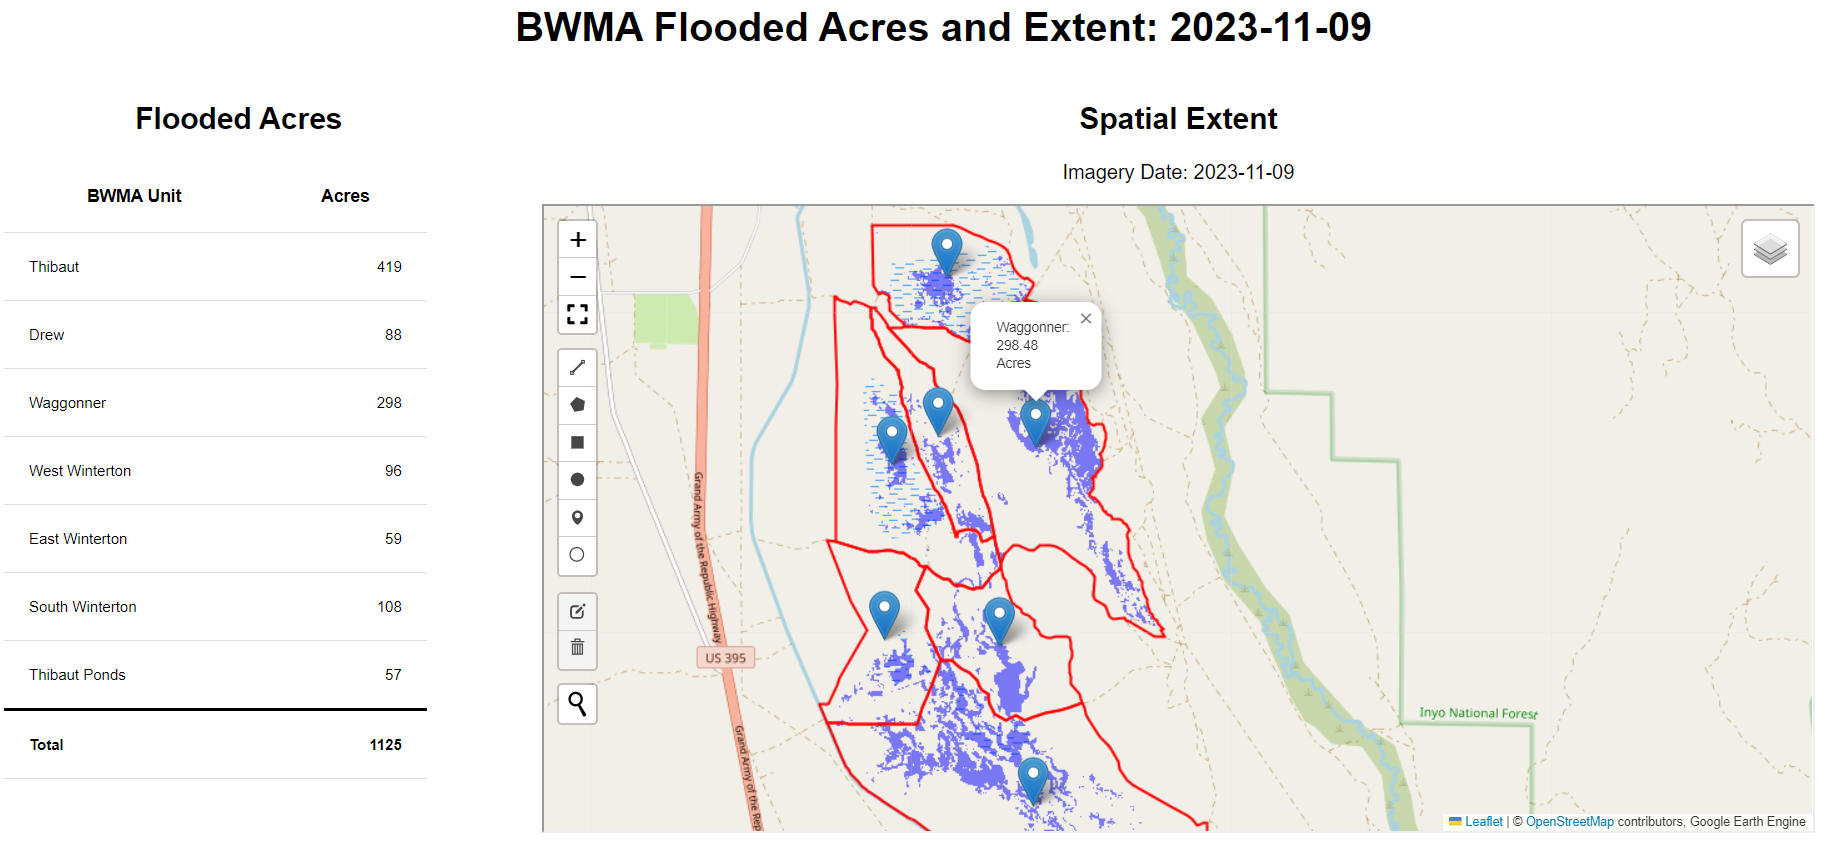 BWMA Flooded Acres and Extent: 2023-11-09
Flooded Acres
BWMA Unit Acres
Thibaut 419
Drew 88
Waggonner 298
West Winterton 96
East Winterton 59
South Winterton 108
Thibaut Ponds 57
Total 1125
Spatial Extent
Imagery Date: 2023-11-09
+
−
Waggonner:
298.48
Acres
×
Grand Army of the Republic Highway
US 395
Grand Army of the Rep
Inyo National Forest
Leaflet | © OpenStreetMap contributors, Google Earth Engine